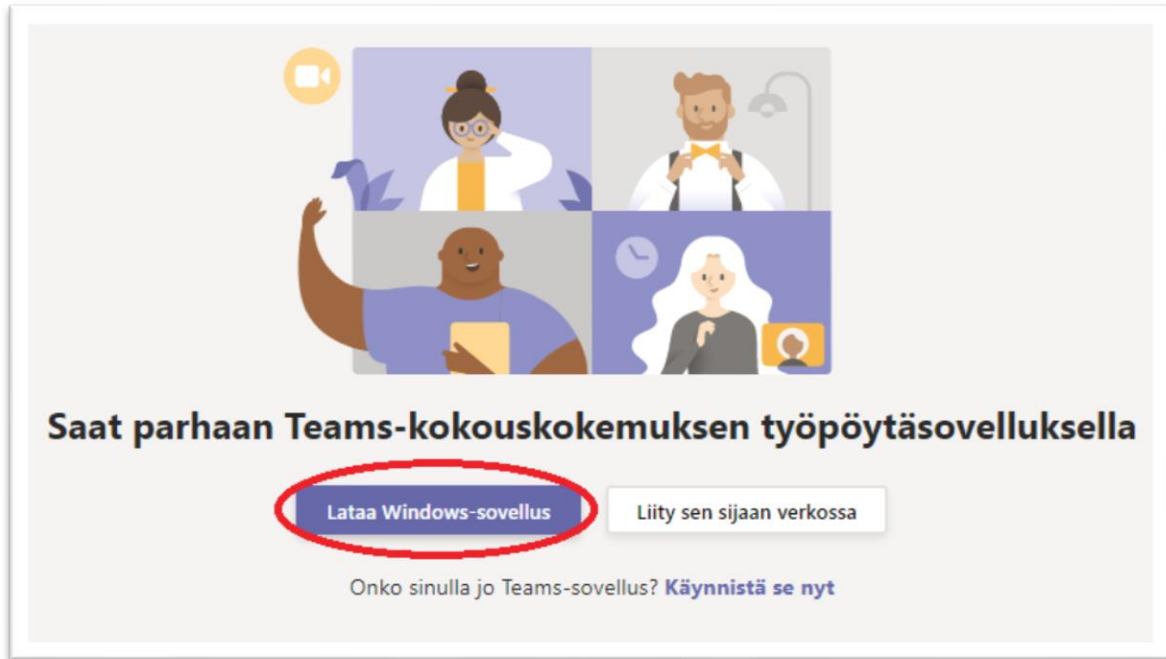 Saat parhaan Teams-kokouskokemuksen työpöytäsovelluksella
Lataa Windows-sovellus
Liity sen sijaan verkossa
Onko sinulla jo Teams-sovellus? Käynnistä se nyt